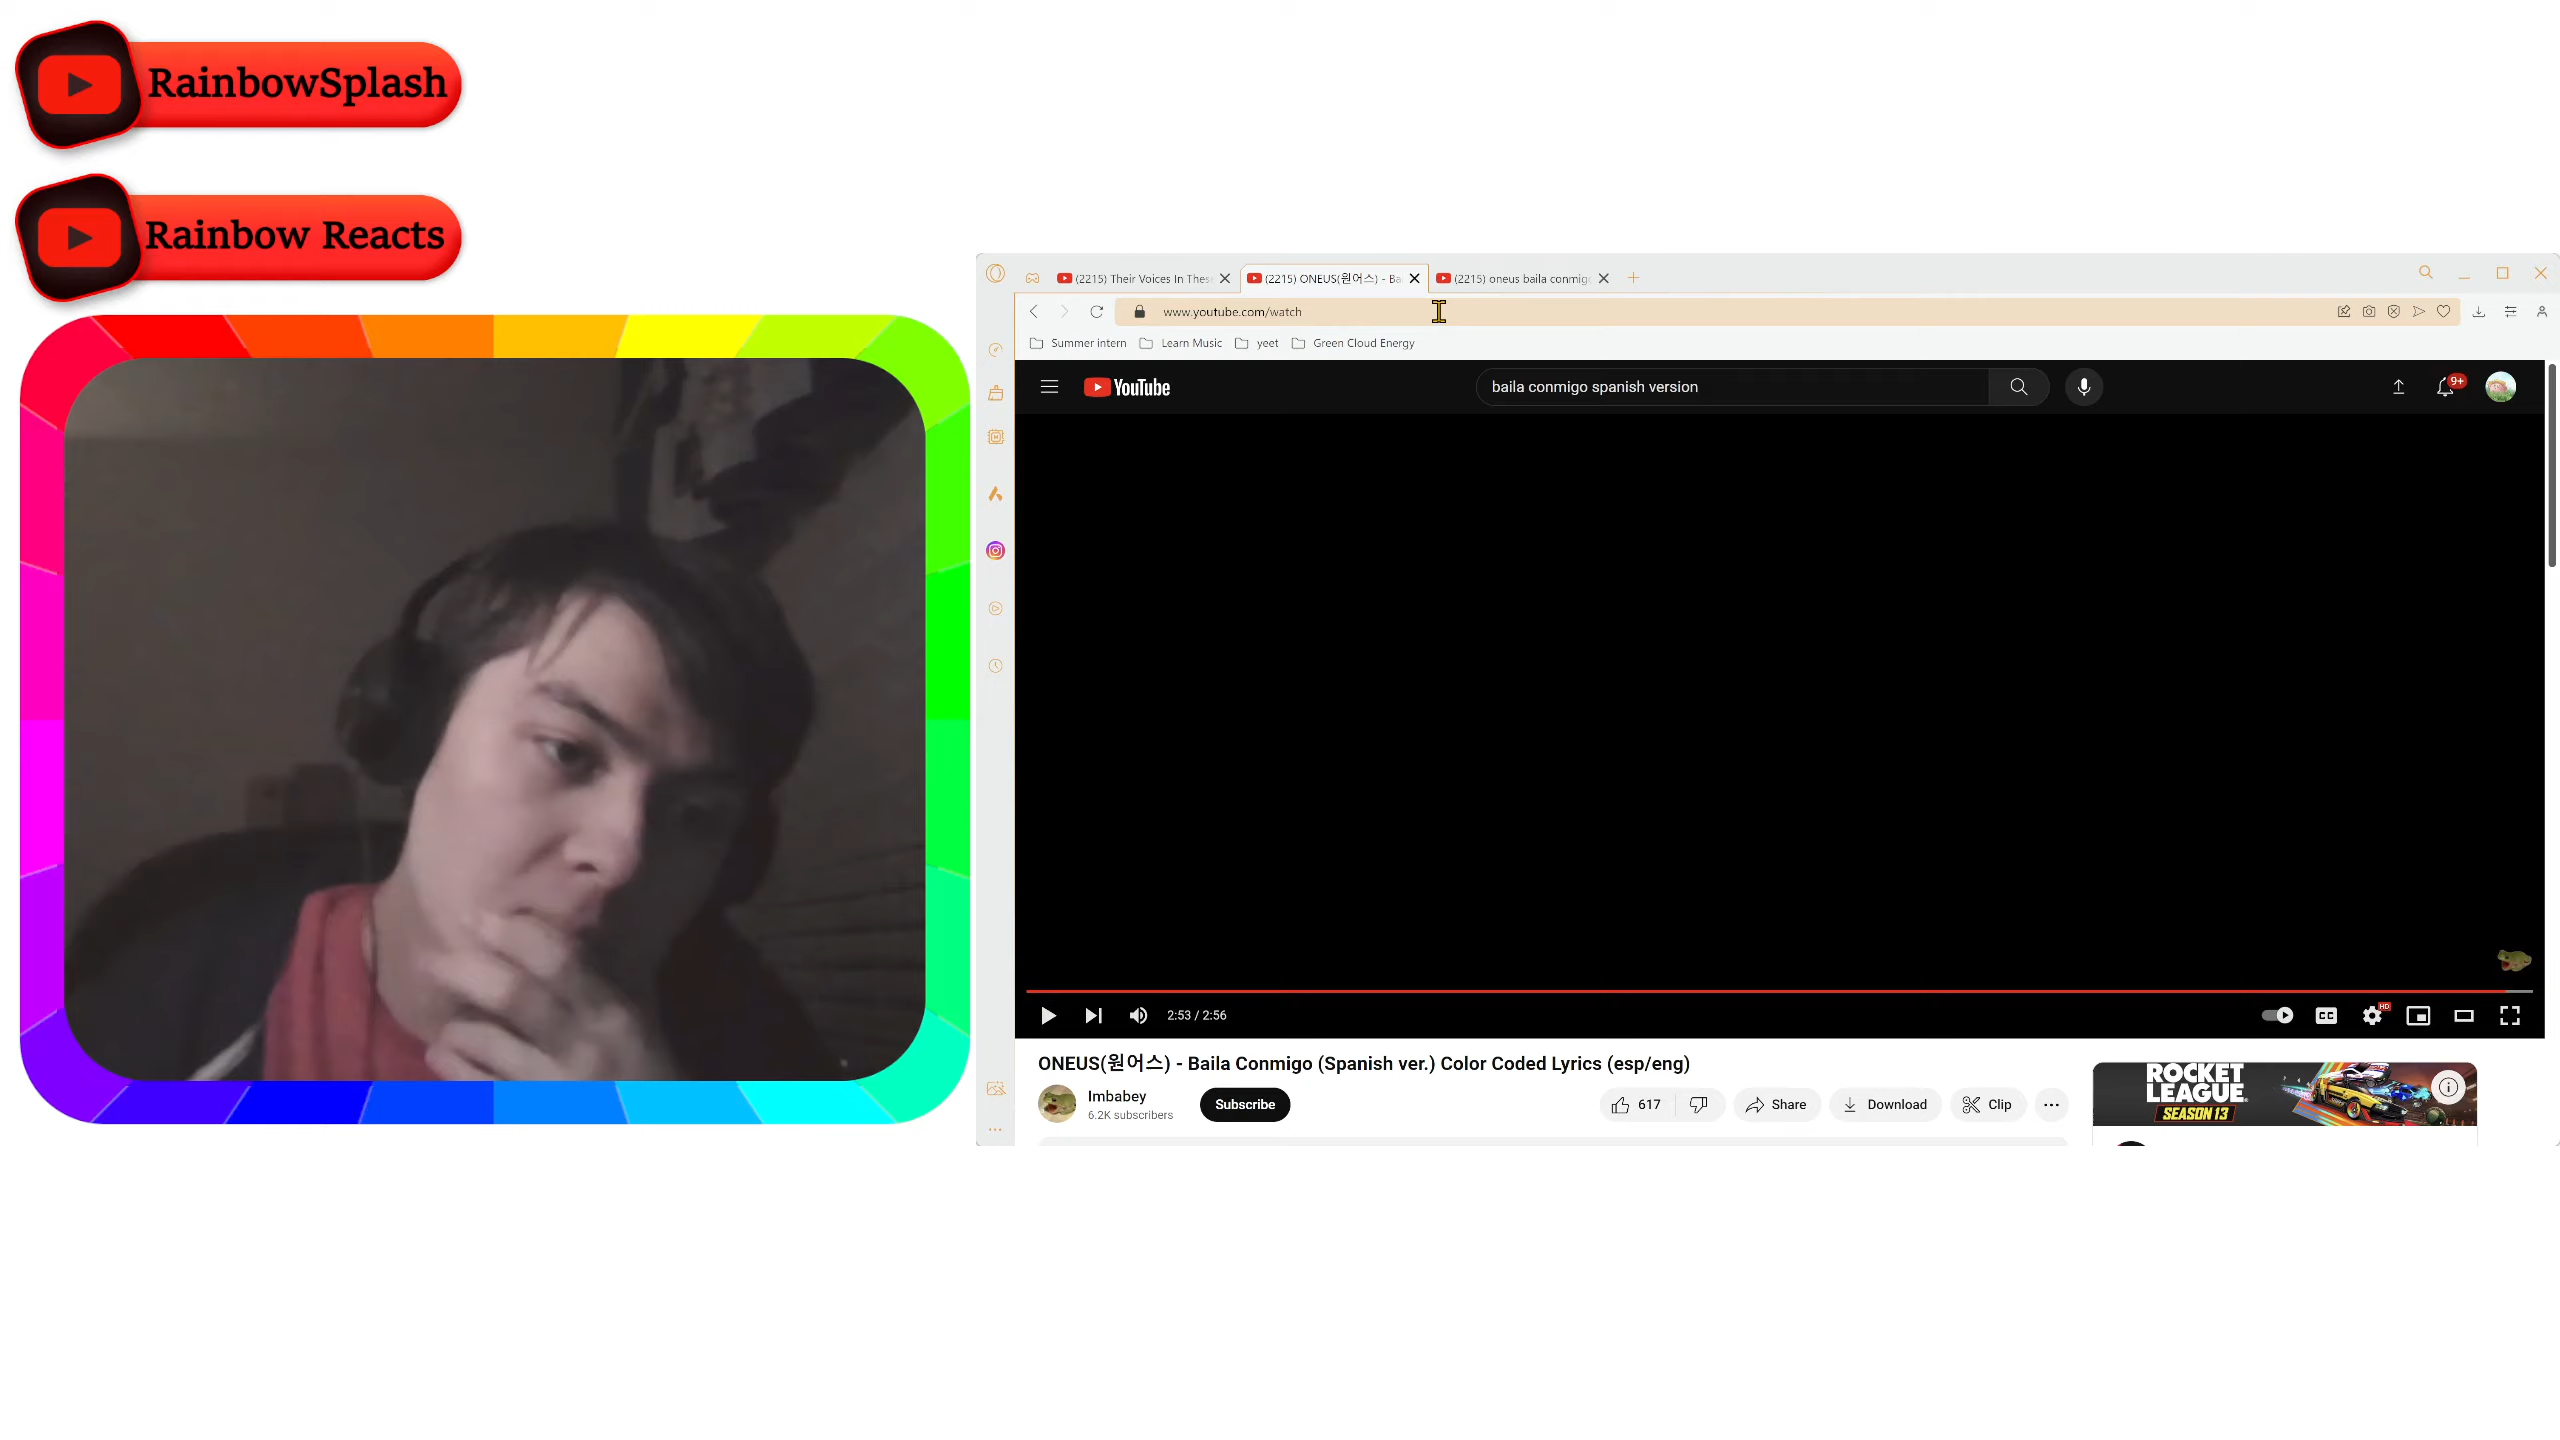 RainbowSplash
Rainbow Reacts
(2215) Their Voices In Thes
(2215) ONEUS(원어스) - Ba
(2215) oneus baila conmig
www.youtube.com/watch
Summer intern
Learn Music
yeet
Green Cloud Energy
YouTube
baila conmigo spanish version
9+
2:53 / 2:56
CC
HD
ONEUS(원어스) - Baila Conmigo (Spanish ver.) Color Coded Lyrics (esp/eng)
Imbabey
6.2K subscribers
Subscribe
617
Share
Download
Clip
ROCKET
LEAGUE
SEASON 13